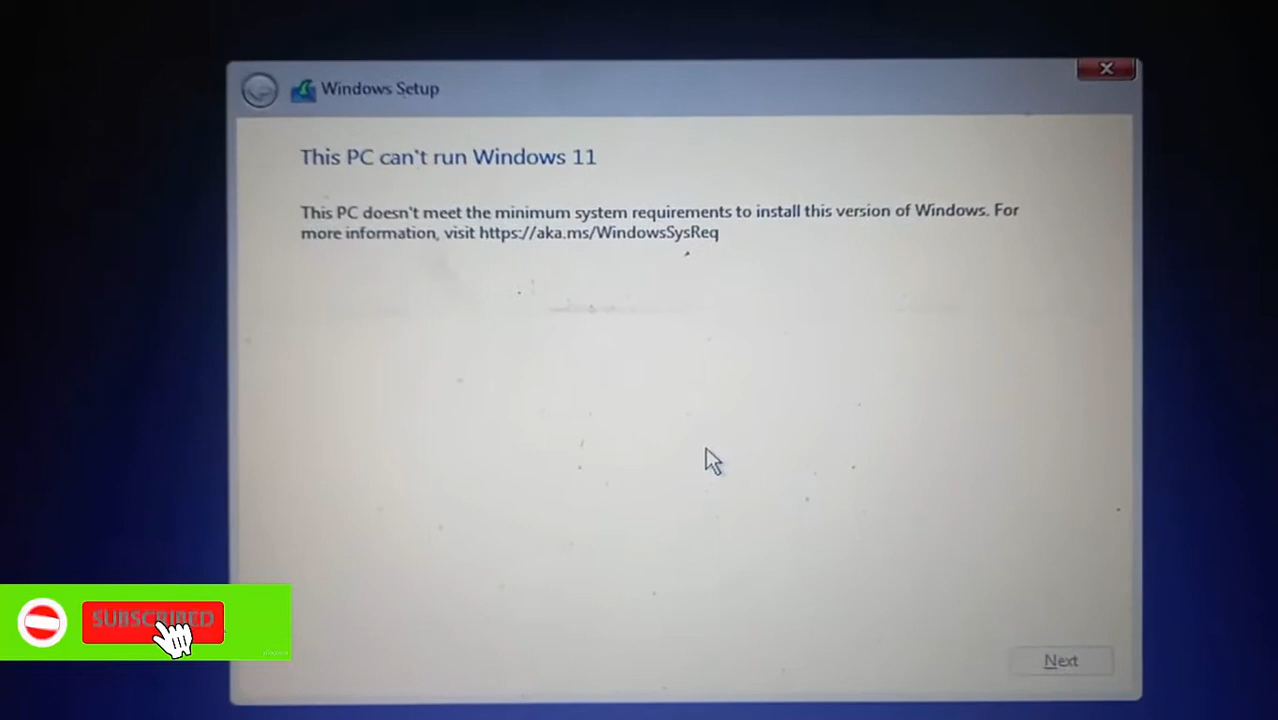 Windows Setup
This PC can't run Windows 11
This PC doesn't meet the minimum system requirements to install this version of Windows. For
more information, visit https://aka.ms/WindowsSysReq
SUBSCRIBED
Next